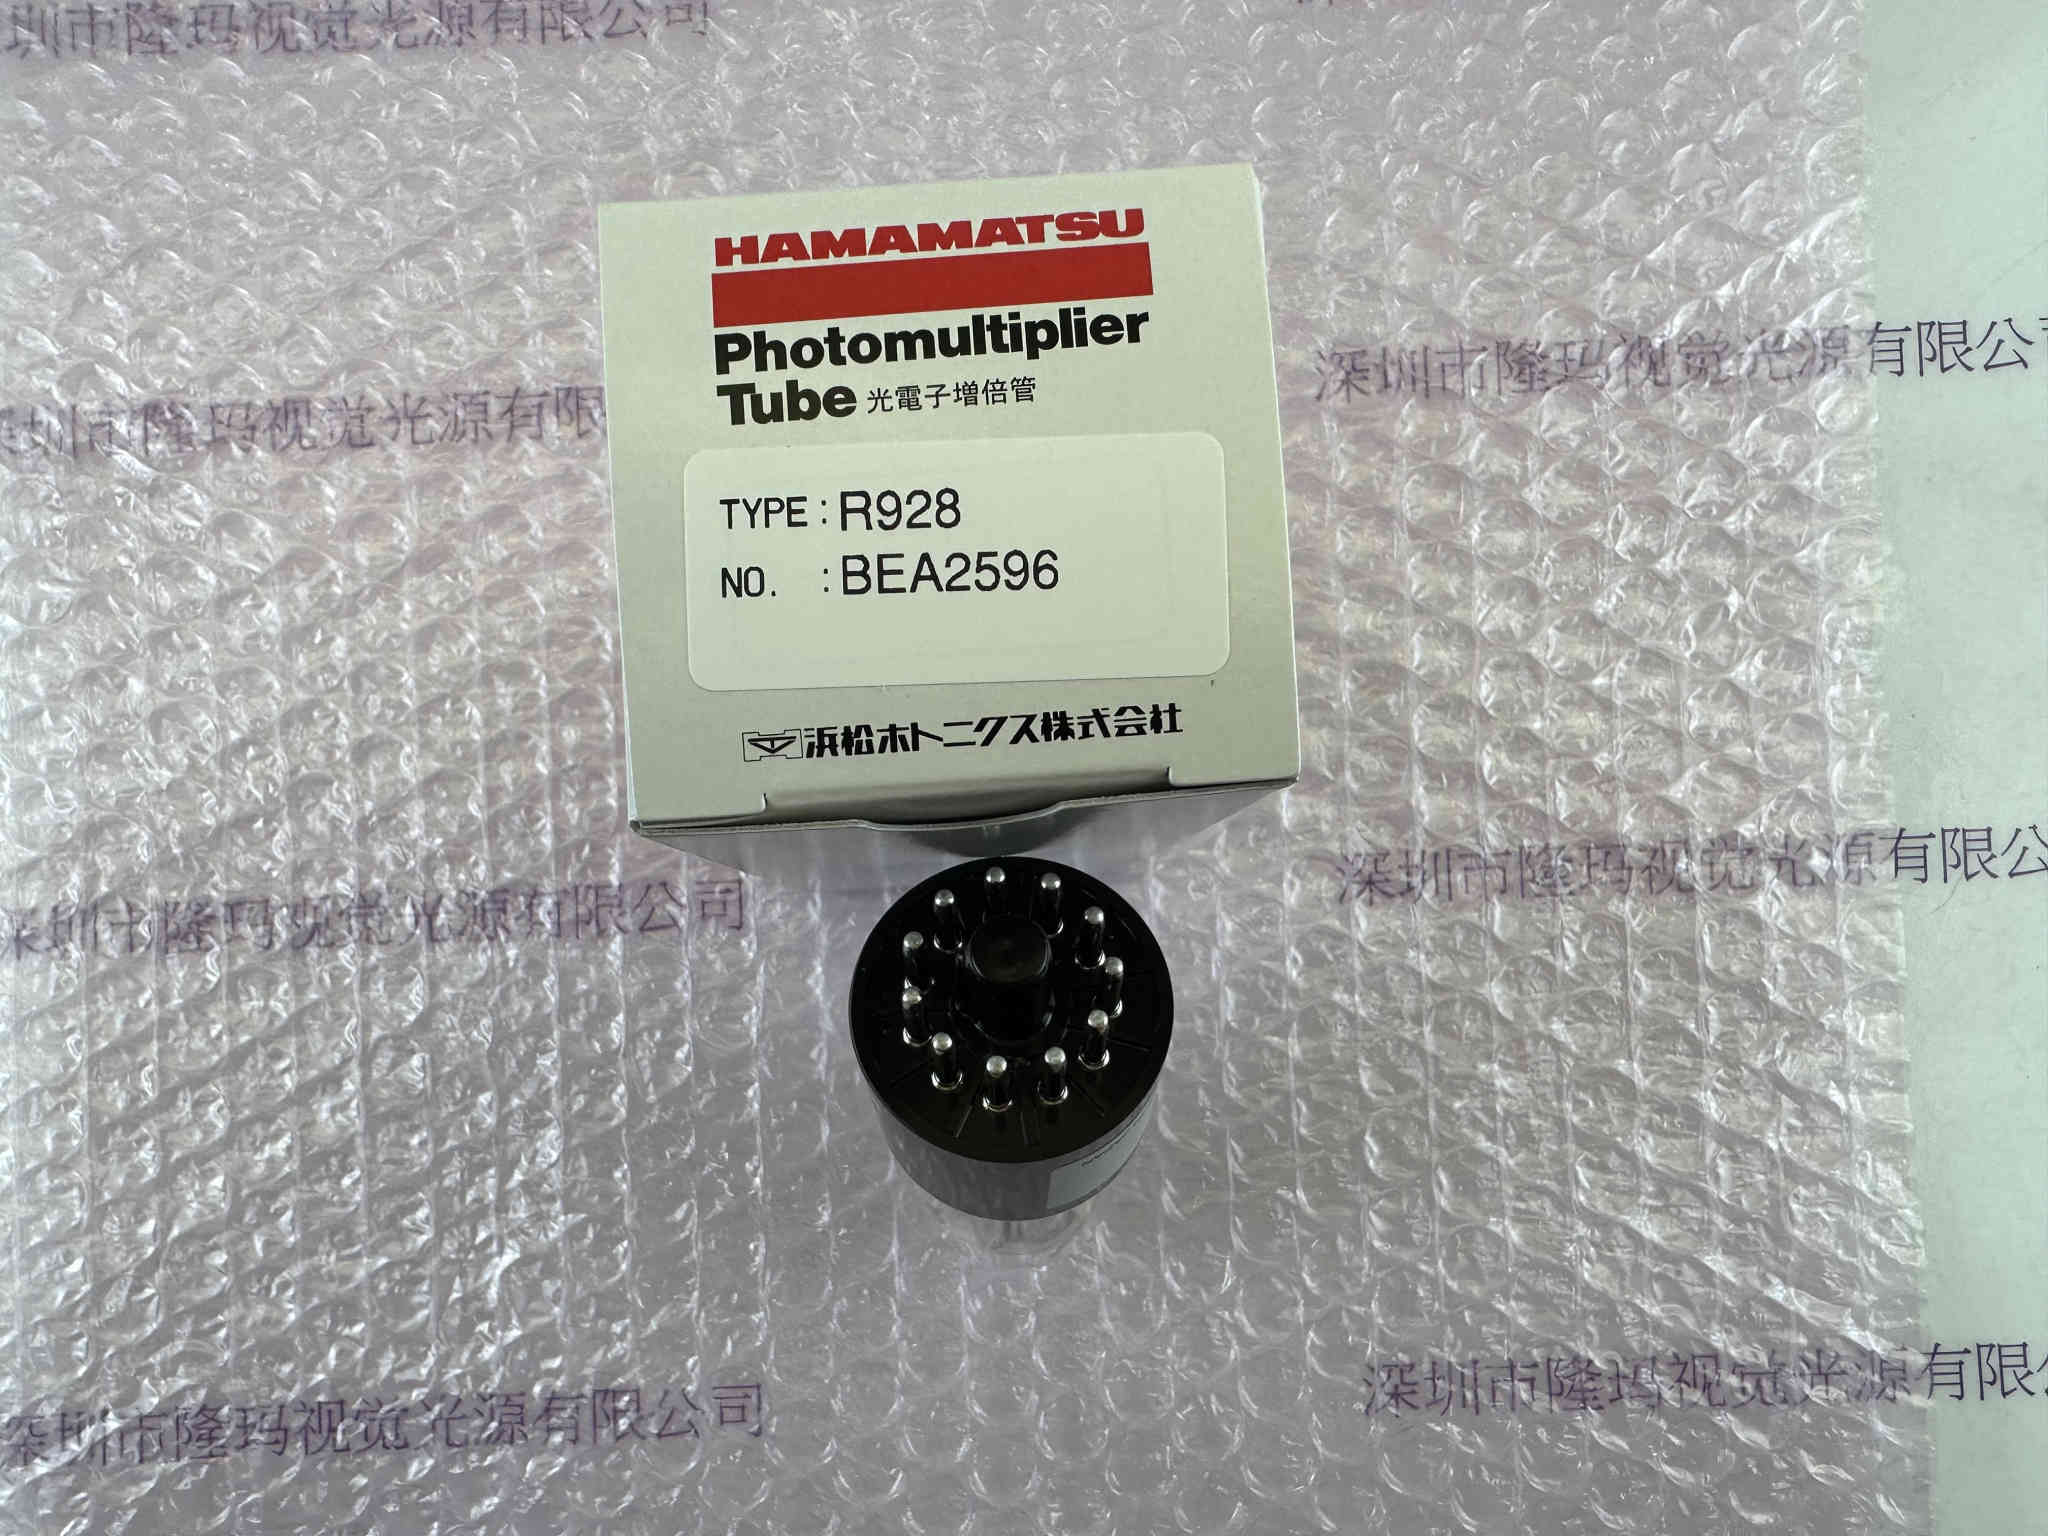 深圳市隆玛视觉光源有限公司
HAMAMATSU
Photomultiplier
Tube 光電子増倍管
TYPE : R928
NO. : BEA2596
浜松ホトニクス株式会社
深圳市隆玛视觉光源有限公
深圳市隆玛视觉光源有限
深圳市隆玛视觉光源有限公
深圳市隆玛视觉光源有限公司
深圳市隆玛视觉光源有限
深圳市隆玛视觉光源有限公司